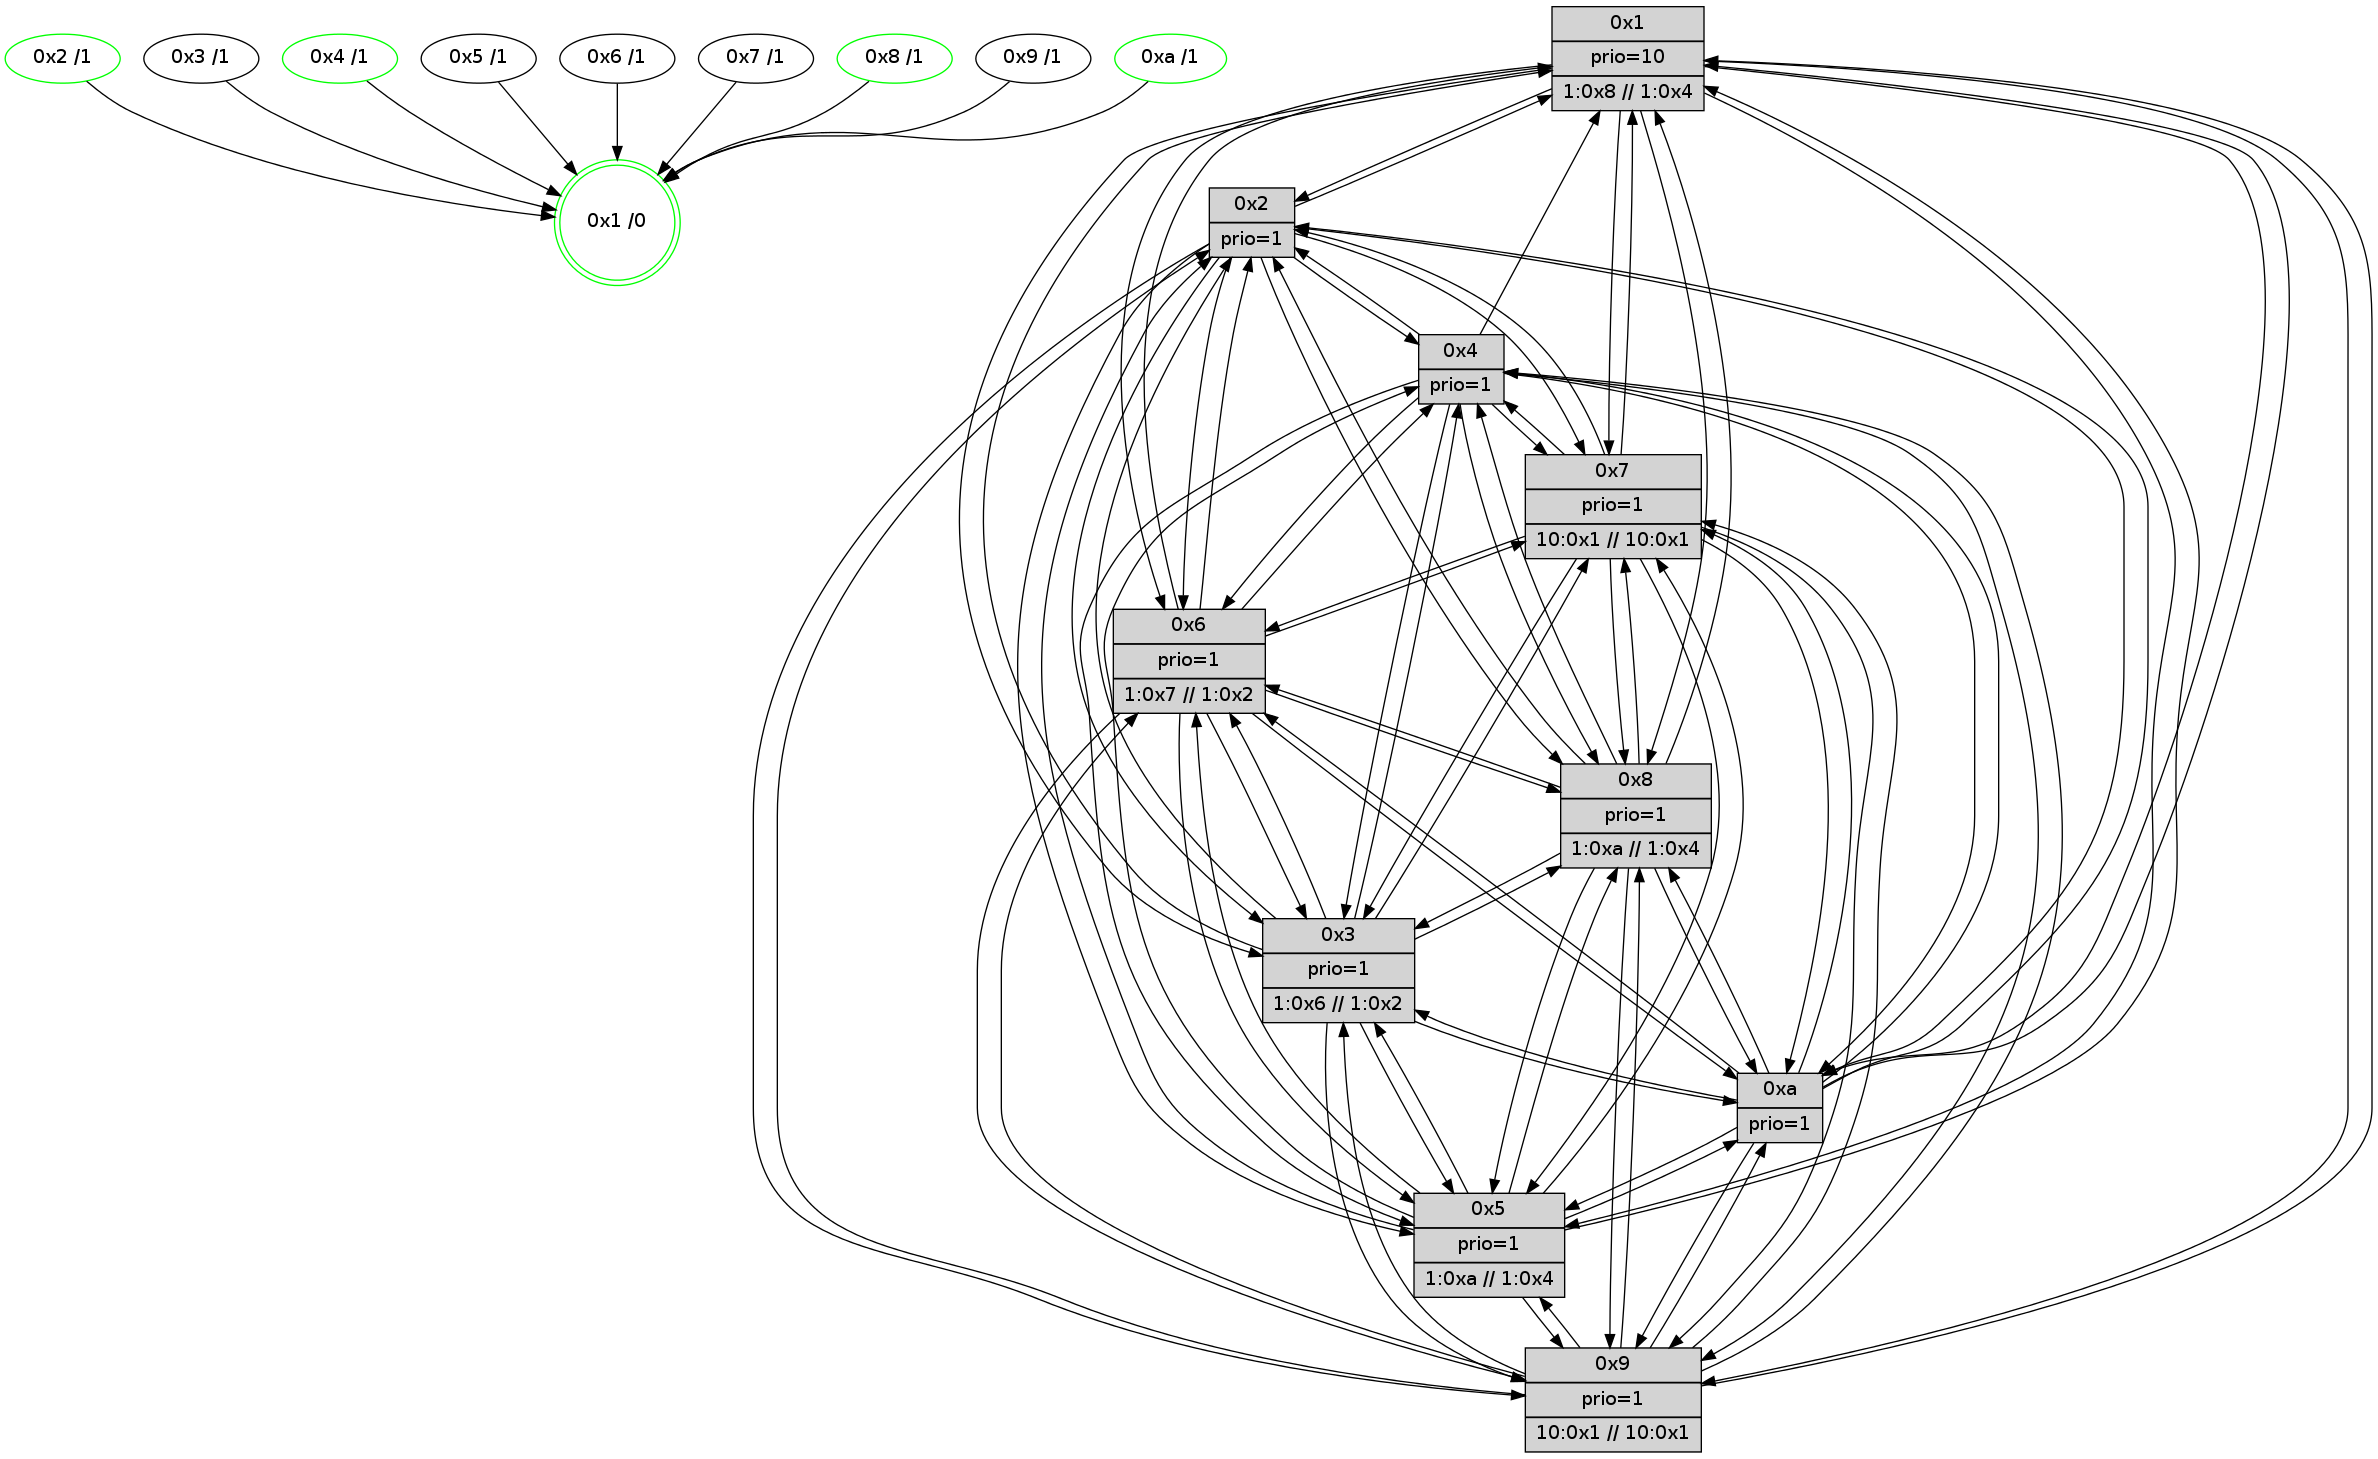 0x2 /1
0x3 /1
0x4 /1
0x5 /1
0x6 /1
0x7 /1
0x8 /1
0x9 /1
0xa /1
0x1 /0
0x1
prio=10
1:0x8 // 1:0x4
0x2
prio=1
0x4
prio=1
0x7
prio=1
10:0x1 // 10:0x1
0x6
prio=1
1:0x7 // 1:0x2
0x8
prio=1
1:0xa // 1:0x4
0x3
prio=1
1:0x6 // 1:0x2
0xa
prio=1
0x5
prio=1
1:0xa // 1:0x4
0x9
prio=1
10:0x1 // 10:0x1